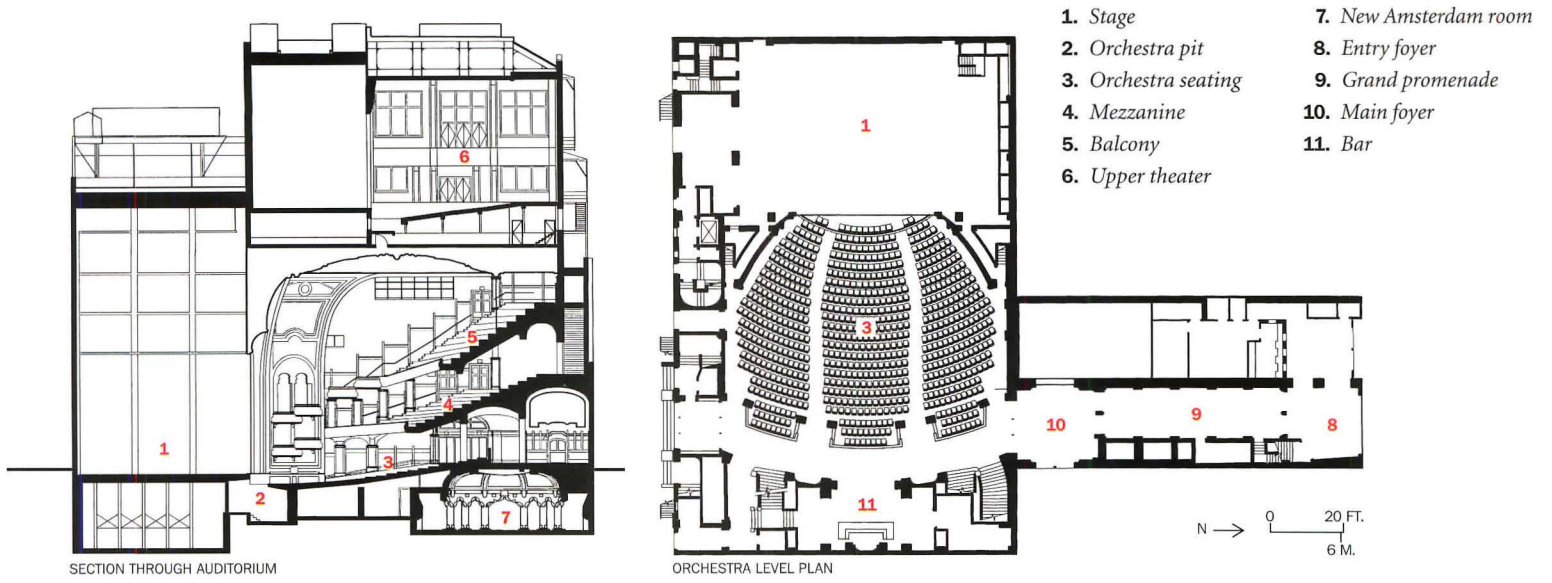 1. Stage
2. Orchestra pit
3. Orchestra seating
4. Mezzanine
5. Balcony
6. Upper theater
7. New Amsterdam room
8. Entry foyer
9. Grand promenade
10. Main foyer
11. Bar
6
5
4
1
3
2
7
SECTION THROUGH AUDITORIUM
1
3
10
9
8
11
ORCHESTRA LEVEL PLAN
N
0 20 FT.
6 M.